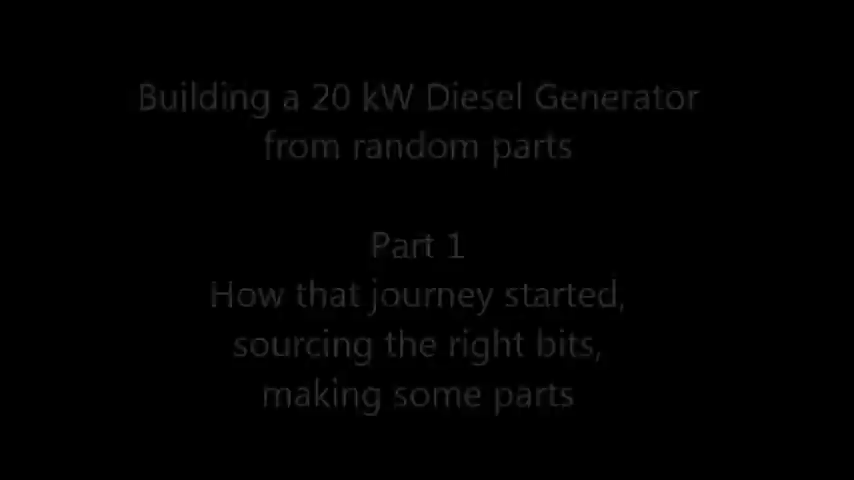 Building a 20 kW Diesel Generator
from random parts
Part 1
How that journey started,
sourcing the right bits,
making some parts